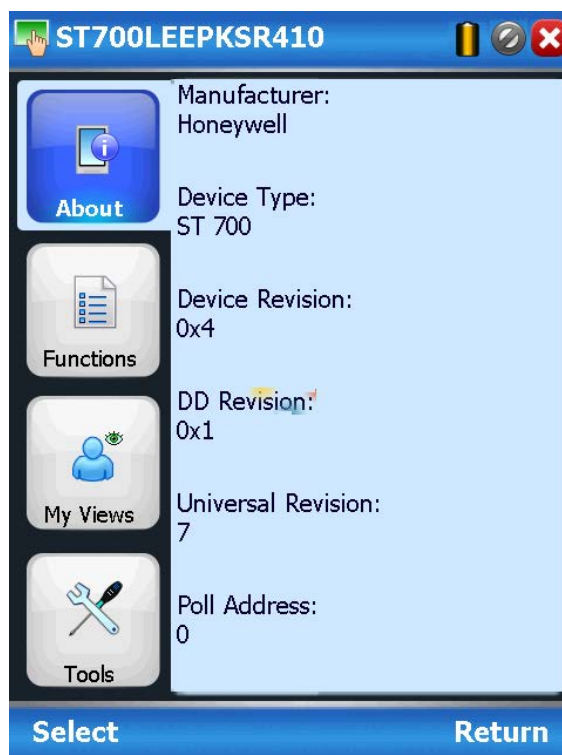 ST700LEEPKSR410
About
Functions
My Views
Tools
Manufacturer:
Honeywell
Device Type:
ST 700
Device Revision:
0x4
DD Revision:
0x1
Universal Revision:
7
Poll Address:
0
Select
Return